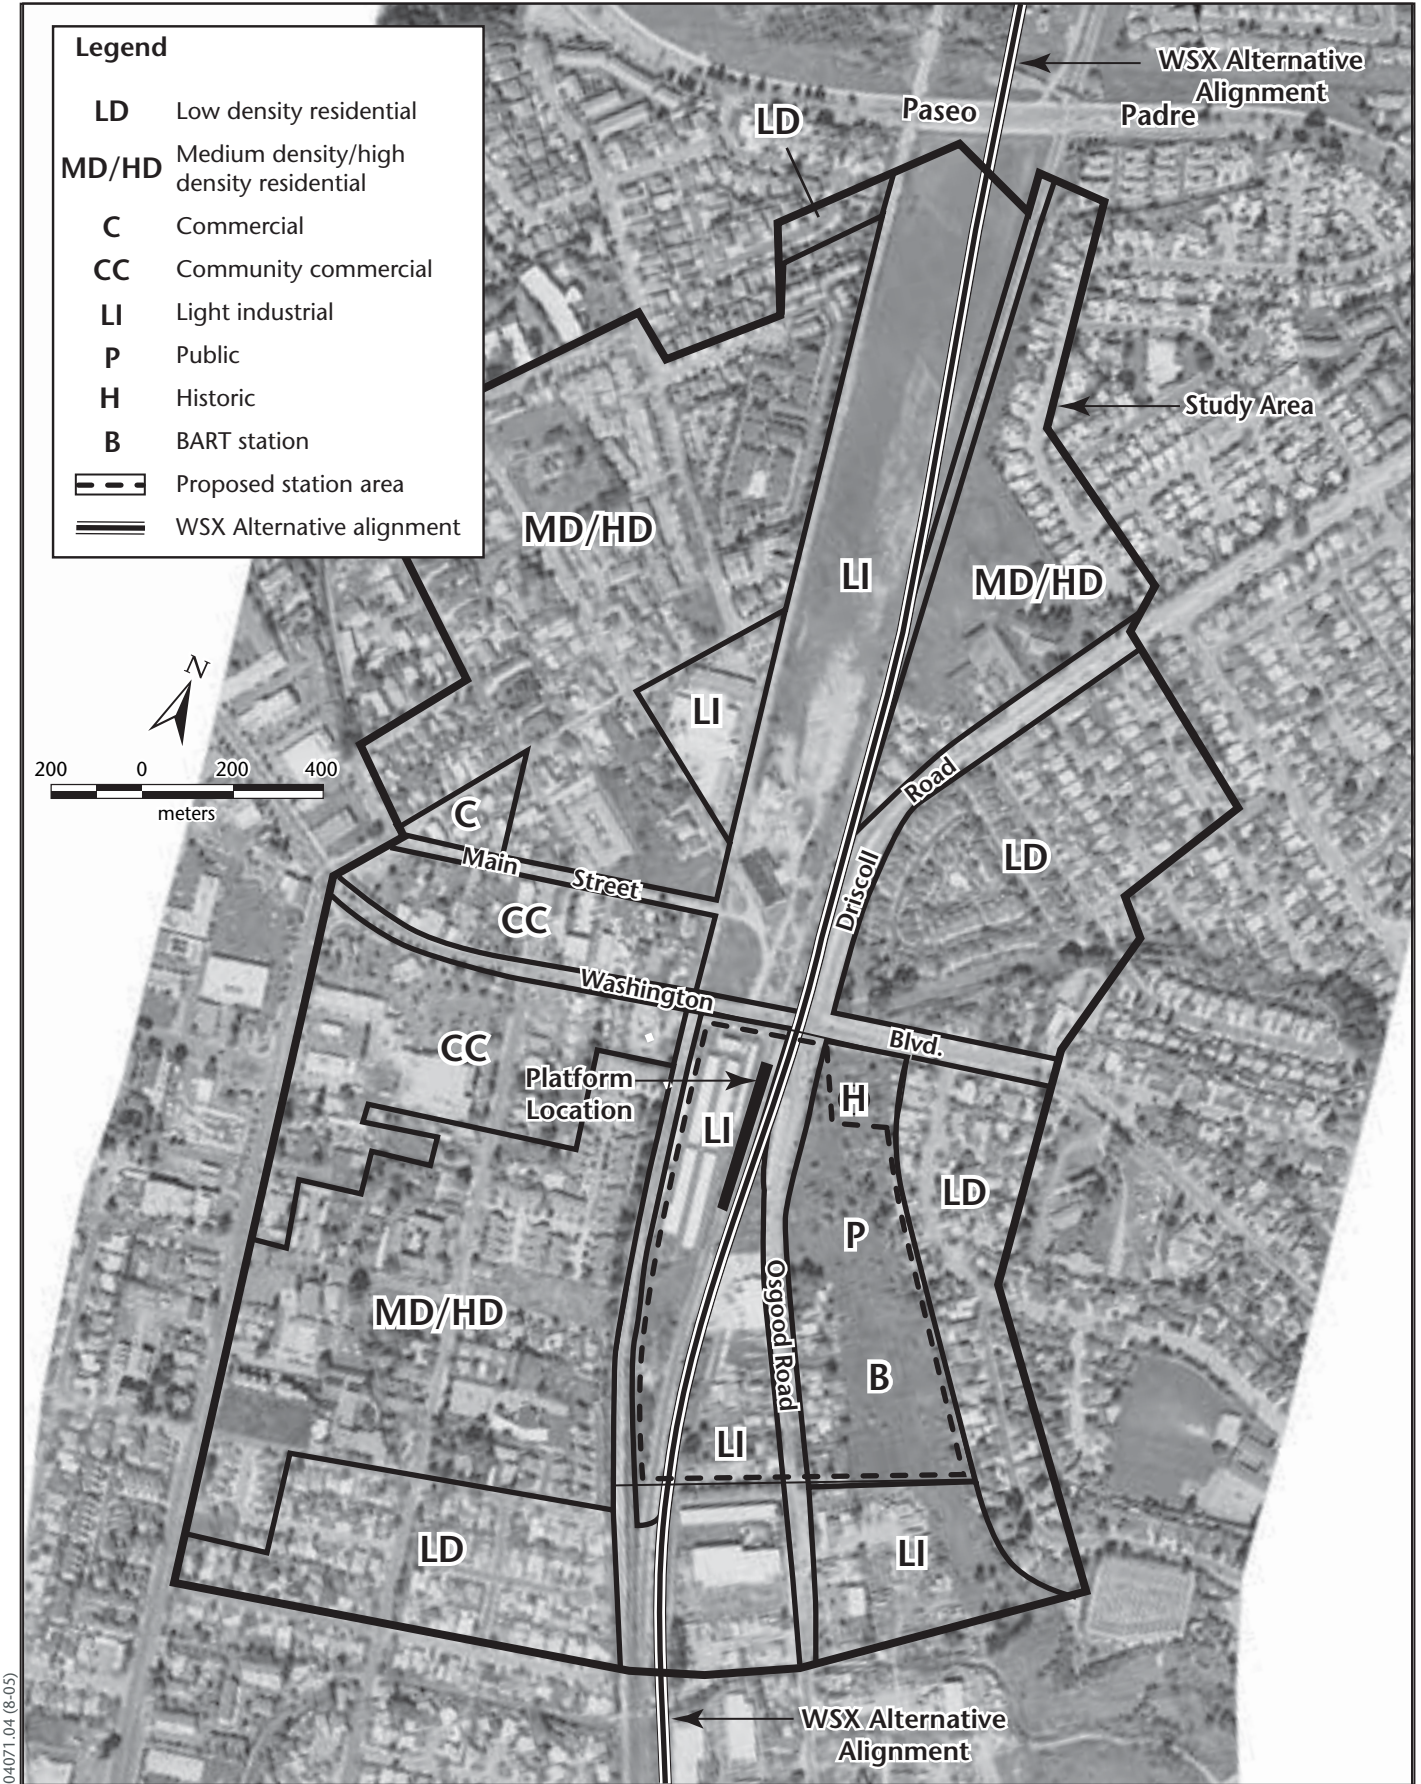 Legend
LD Low density residential
MD/HD Medium density/high
density residential
C Commercial
CC Community commercial
LI Light industrial
P Public
H Historic
B BART station
Proposed station area
WSX Alternative alignment
WSX Alternative
Alignment
Paseo Padre
LD
Study Area
MD/HD
LI
MD/HD
N
LI
200 0 200 400
meters
Road
C
Main Street
LD
Driscoll
CC
Washington Blvd.
CC
Platform
Location
H
LI
LD
P
Osgood Road
MD/HD
B
LI
LD
LI
WSX Alternative
Alignment
04071.04 (8-05)